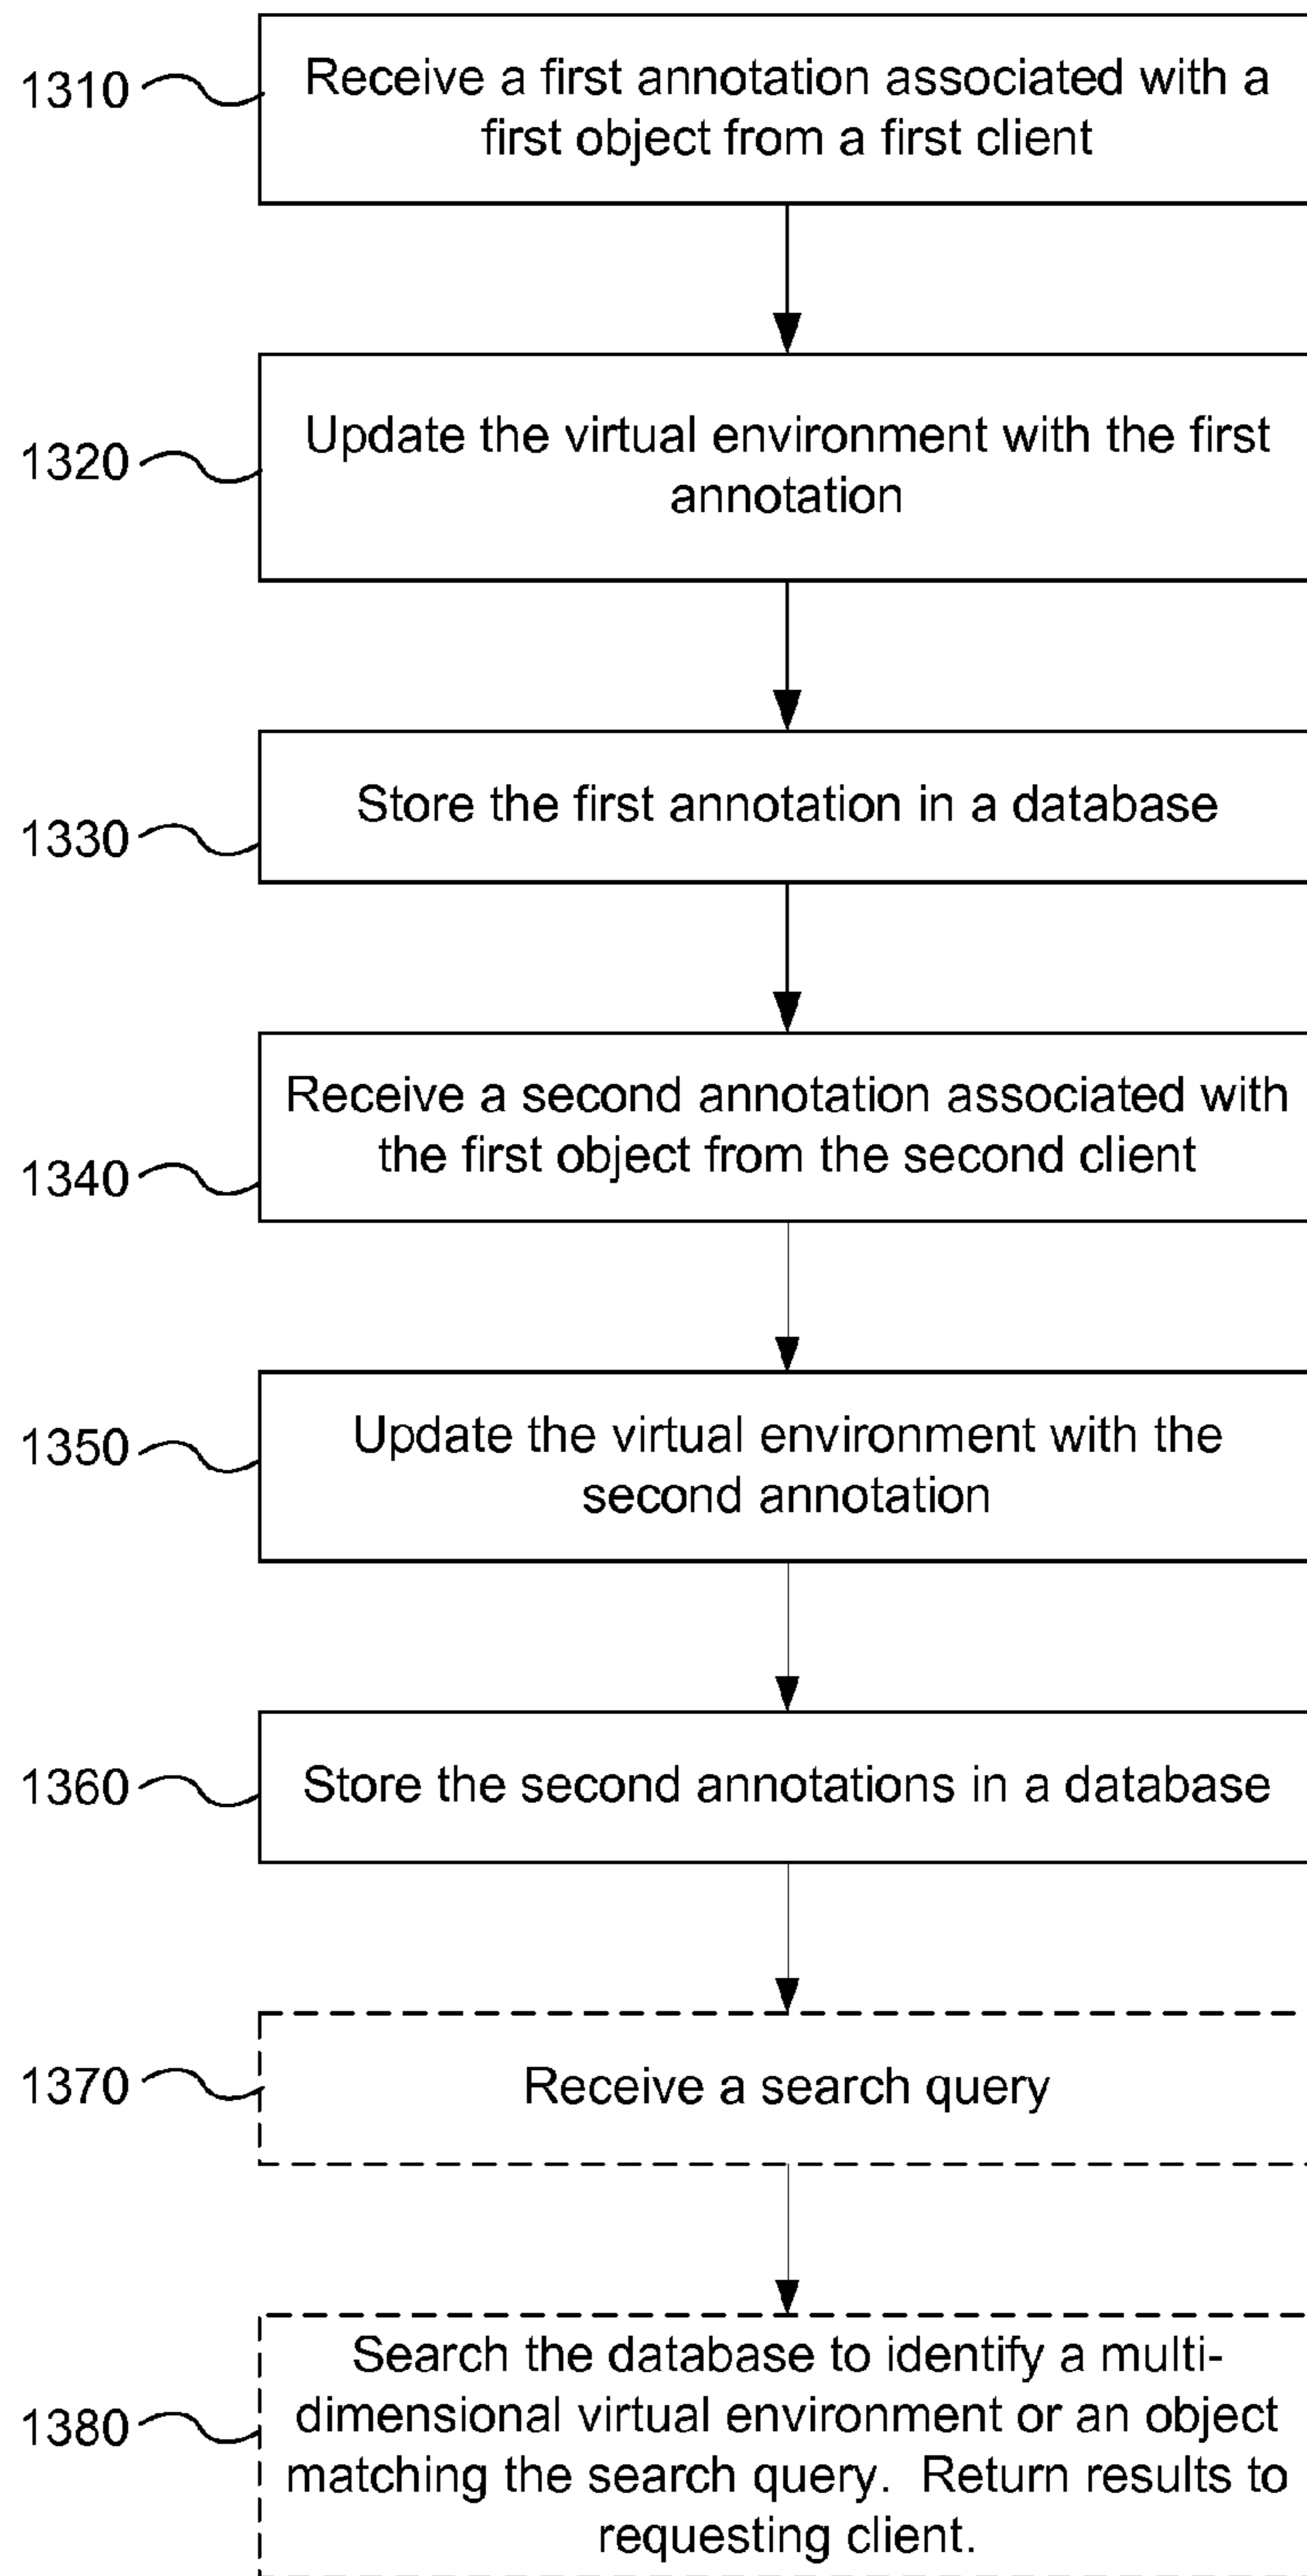 1310
Receive a first annotation associated with a
first object from a first client
1320
Update the virtual environment with the first
annotation
1330
Store the first annotation in a database
1340
Receive a second annotation associated with
the first object from the second client
1350
Update the virtual environment with the
second annotation
1360
Store the second annotations in a database
1370
Receive a search query
1380
Search the database to identify a multi-
dimensional virtual environment or an object
matching the search query.  Return results to
requesting client.